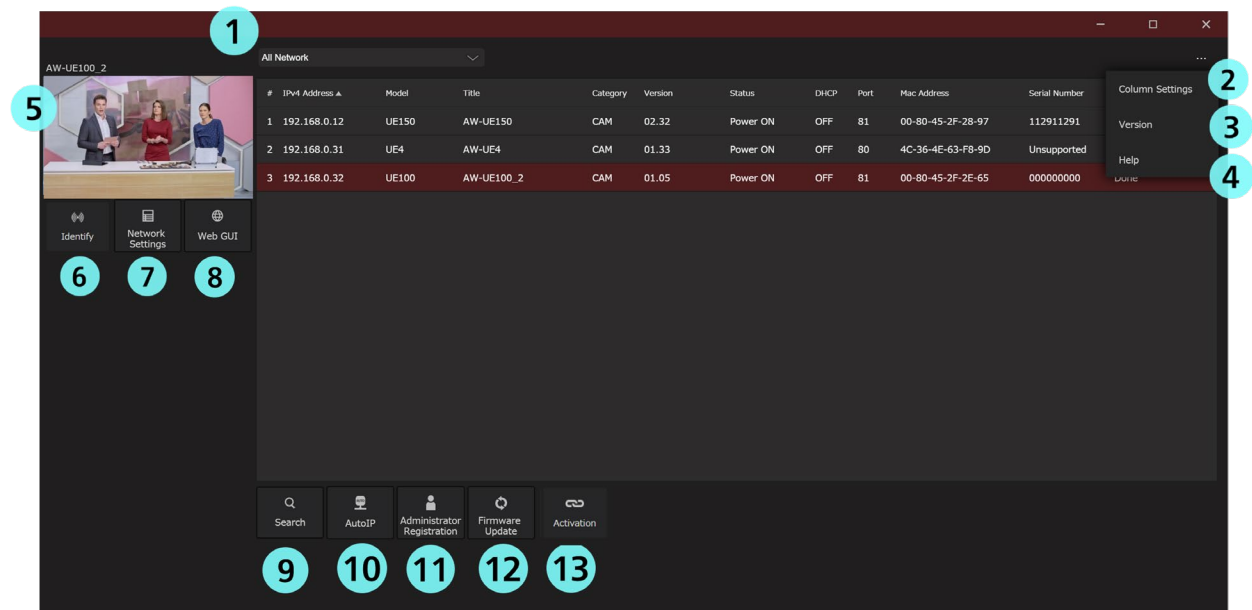 1
All Network
...
AW-UE100_2
5
# IPv4 Address ▲ Model Title Category Version Status DHCP Port Mac Address Serial Number
1 192.168.0.12 UE150 AW-UE150 CAM 02.32 Power ON OFF 81 00-80-45-2F-28-97 112911291
2 192.168.0.31 UE4 AW-UE4 CAM 01.33 Power ON OFF 80 4C-36-4E-63-F8-9D Unsupported
3 192.168.0.32 UE100 AW-UE100_2 CAM 01.05 Power ON OFF 81 00-80-45-2F-2E-65 000000000 Done
Column Settings
2
Version
3
Help
4
Identify
Network
Settings
Web GUI
6
7
8
Search
AUTO
AutoIP
Administrator
Registration
Firmware
Update
Activation
9
10
11
12
13